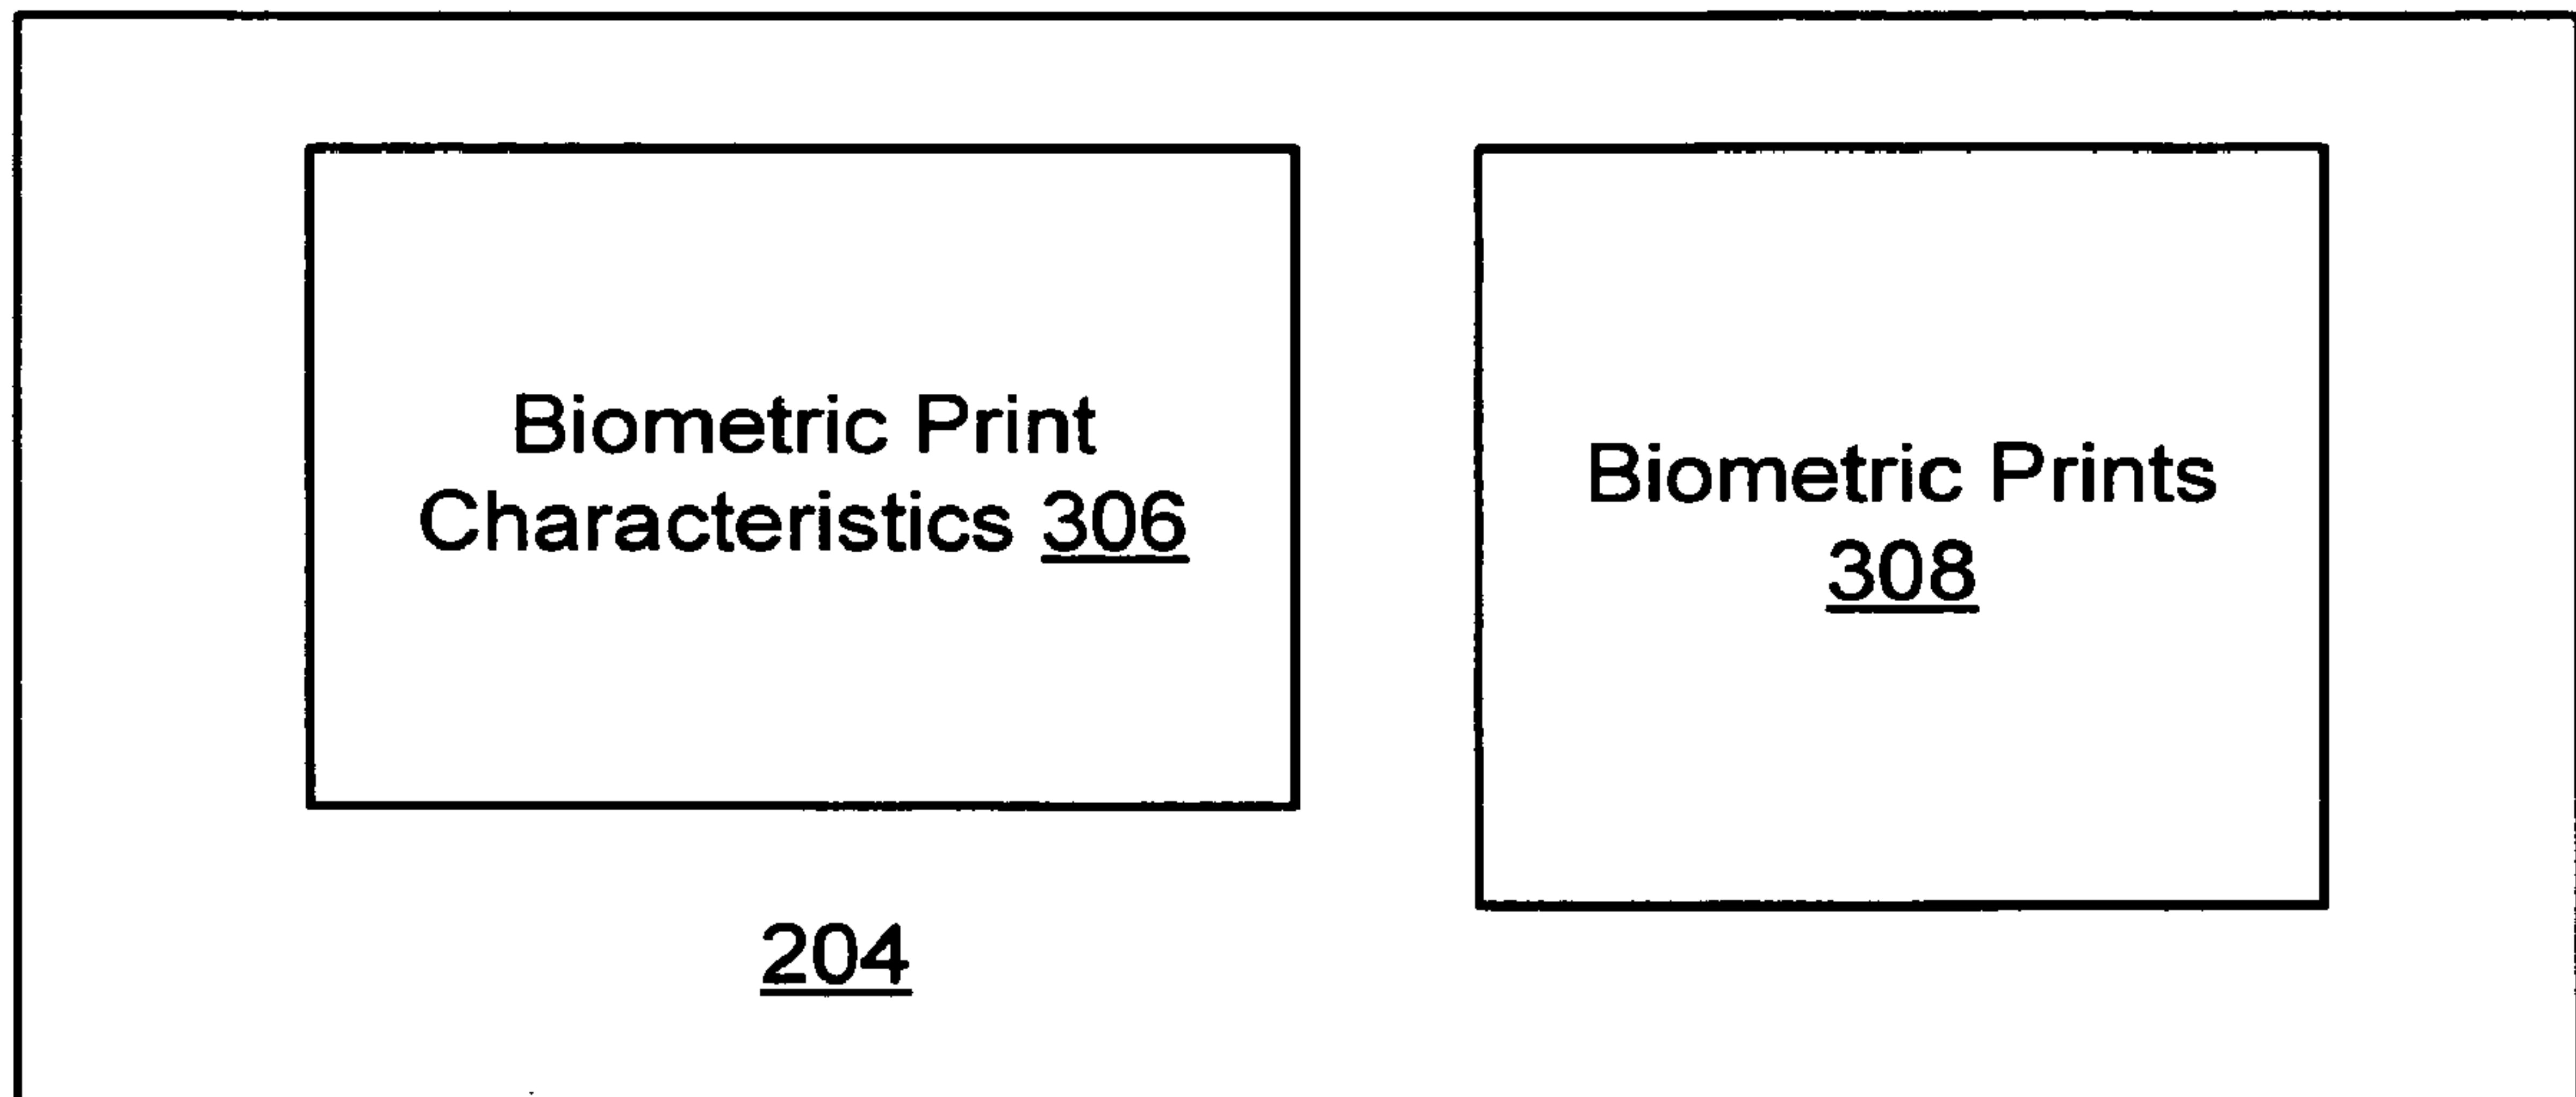 Biometric Print
Characteristics 306
Biometric Prints
308
204